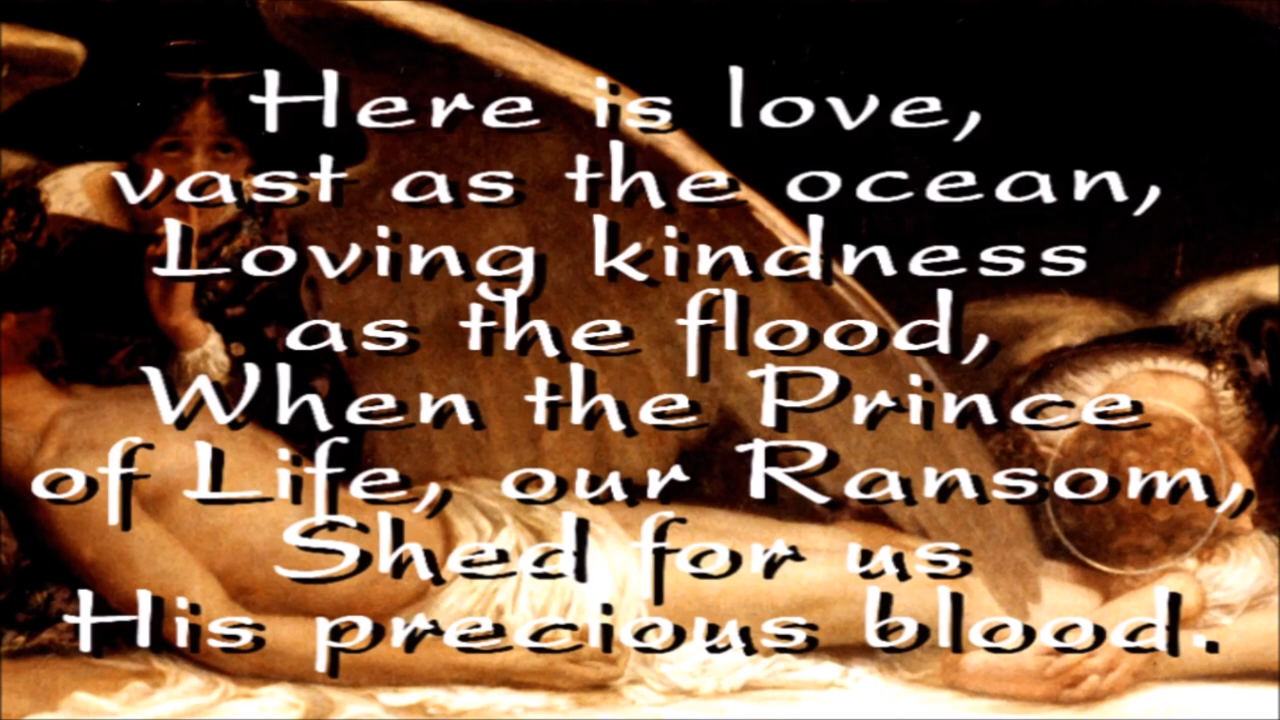 Here is love,
vast as the ocean,
Loving kindness
as the flood,
When the Prince
of Life, our Ransom,
Shed for us
His precious blood.